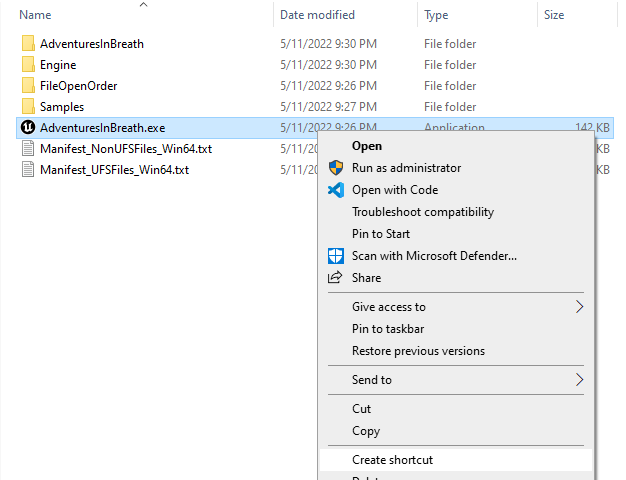 Name Date modified Type Size
AdventuresInBreath 5/11/2022 9:30 PM File folder
Engine 5/11/2022 9:30 PM File folder
FileOpenOrder 5/11/2022 9:26 PM File folder
Samples 5/11/2022 9:27 PM File folder
AdventuresInBreath.exe 5/11/2022 9:26 PM Application 142 KB
Manifest_NonUFSFiles_Win64.txt 5/11/20 KB
Manifest_UFSFiles_Win64.txt 5/11/20 KB
Open
Run as administrator
Open with Code
Troubleshoot compatibility
Pin to Start
Scan with Microsoft Defender...
Share
Give access to
Pin to taskbar
Restore previous versions
Send to
Cut
Copy
Create shortcut